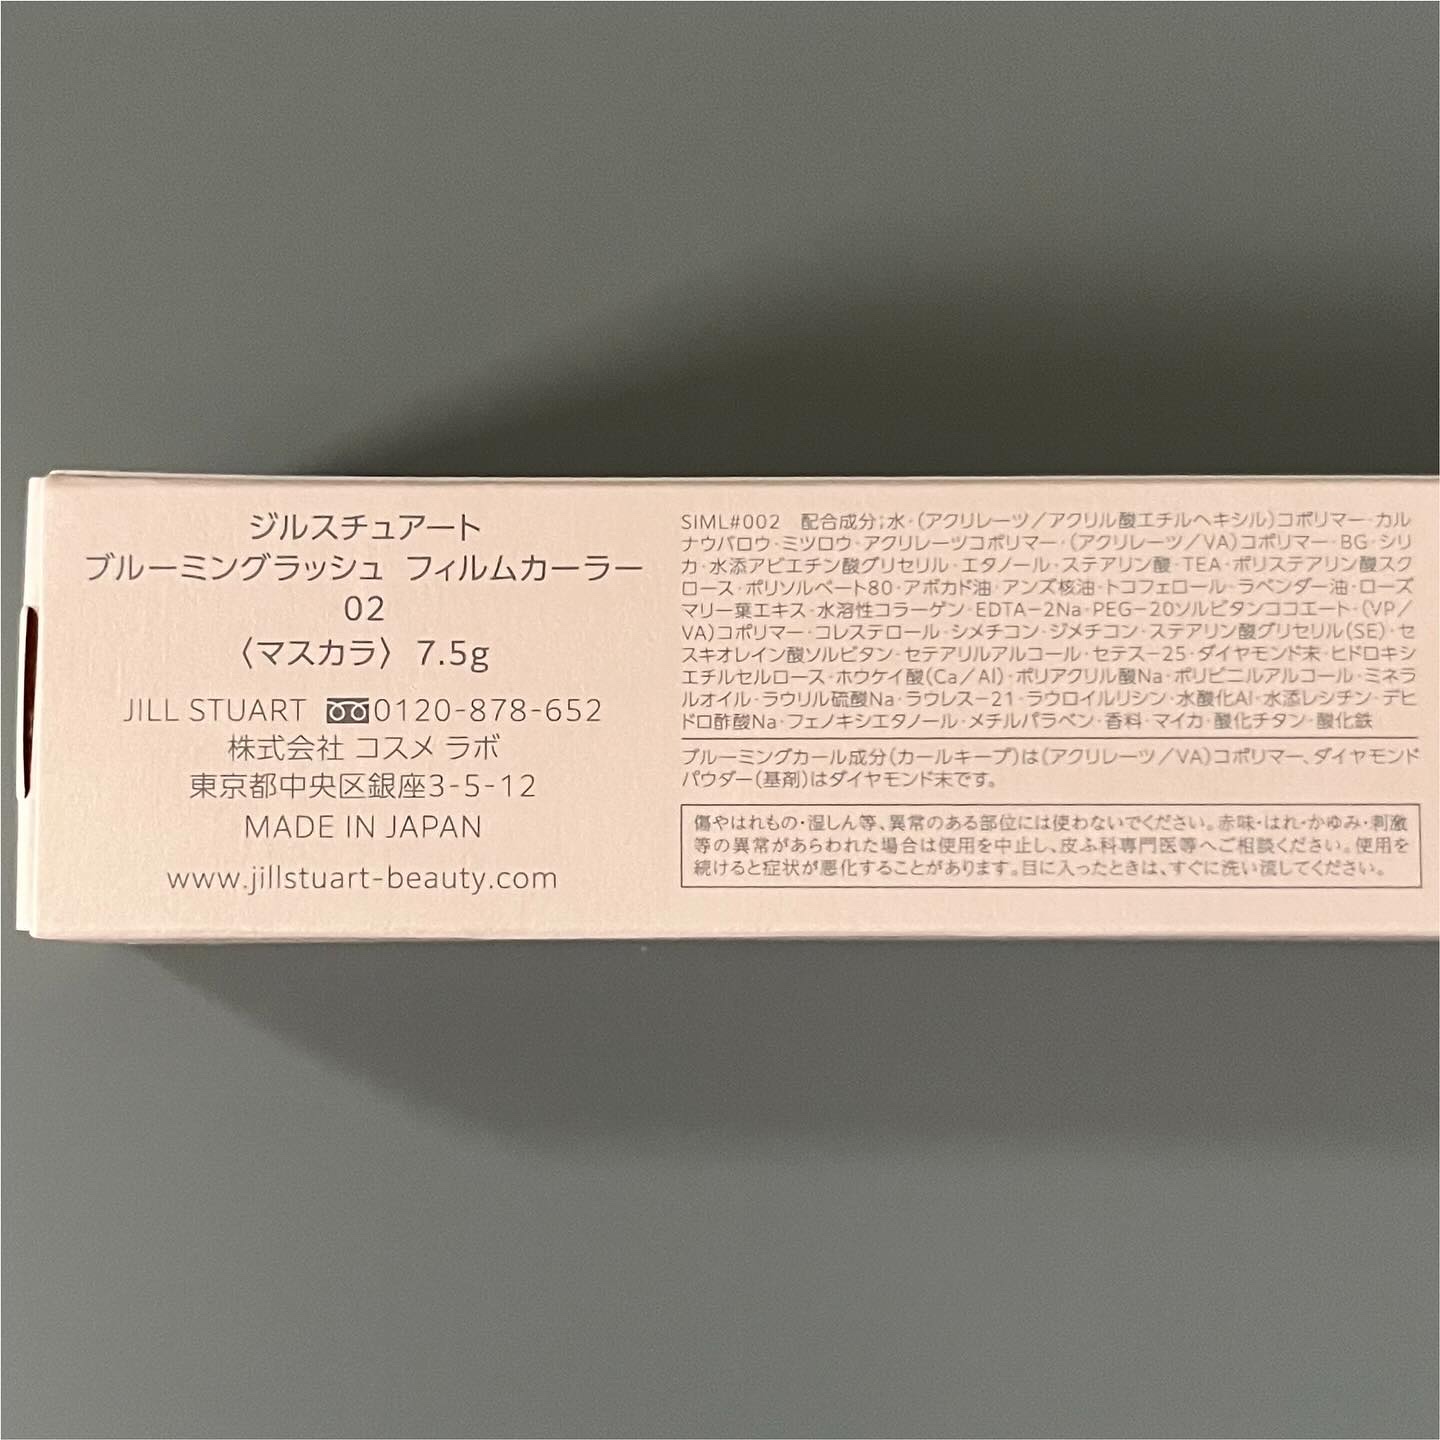 ジルスチュアート
ブルーミングラッシュ フィルムカーラー
02
〈マスカラ〉 7.5g
JILL STUART 0120-878-652
株式会社 コスメ ラボ
東京都中央区銀座3-5-12
MADE IN JAPAN
www.jillstuart-beauty.com
SIML#002 配合成分;水・(アクリレーツ/アクリル酸エチルヘキシル)コポリマー・カル
ナウバロウ・ミツロウ・アクリレーツコポリマー・(アクリレーツ/VA)コポリマー・BG・シリ
カ・水添アビエチン酸グリセリル・エタノール・ステアリン酸・TEA・ポリステアリン酸スク
ロース・ポリソルベート80・アボカド油・アンズ核油・トコフェロール・ラベンダー油・ローズ
マリー葉エキス・水溶性コラーゲン・EDTA-2Na・PEG-20ソルビタンココエート・(VP/
VA)コポリマー・コレステロール・シメチコン・ジメチコン・ステアリン酸グリセリル(SE)・セ
スキオレイン酸ソルビタン・セテアリルアルコール・セテス-25・ダイヤモンド末・ヒドロキシ
エチルセルロース・ホウケイ酸(Ca/Al)・ポリアクリル酸Na・ポリビニルアルコール・ミネラ
ルオイル・ラウリル硫酸Na・ラウレス-21・ラウロイルリシン・水酸化Al・水添レシチン・デヒ
ドロ酢酸Na・フェノキシエタノール・メチルパラベン・香料・マイカ・酸化チタン・酸化鉄
ブルーミングカール成分(カールキープ)は(アクリレーツ/VA)コポリマー、ダイヤモンド
パウダー(基剤)はダイヤモンド末です。
傷やはれもの・湿しん等、異常のある部位には使わないでください。赤味・はれ・かゆみ・刺激
等の異常があらわれた場合は使用を中止し、皮ふ科専門医等へご相談ください。使用を
続けると症状が悪化することがあります。目に入ったときは、すぐに洗い流してください。